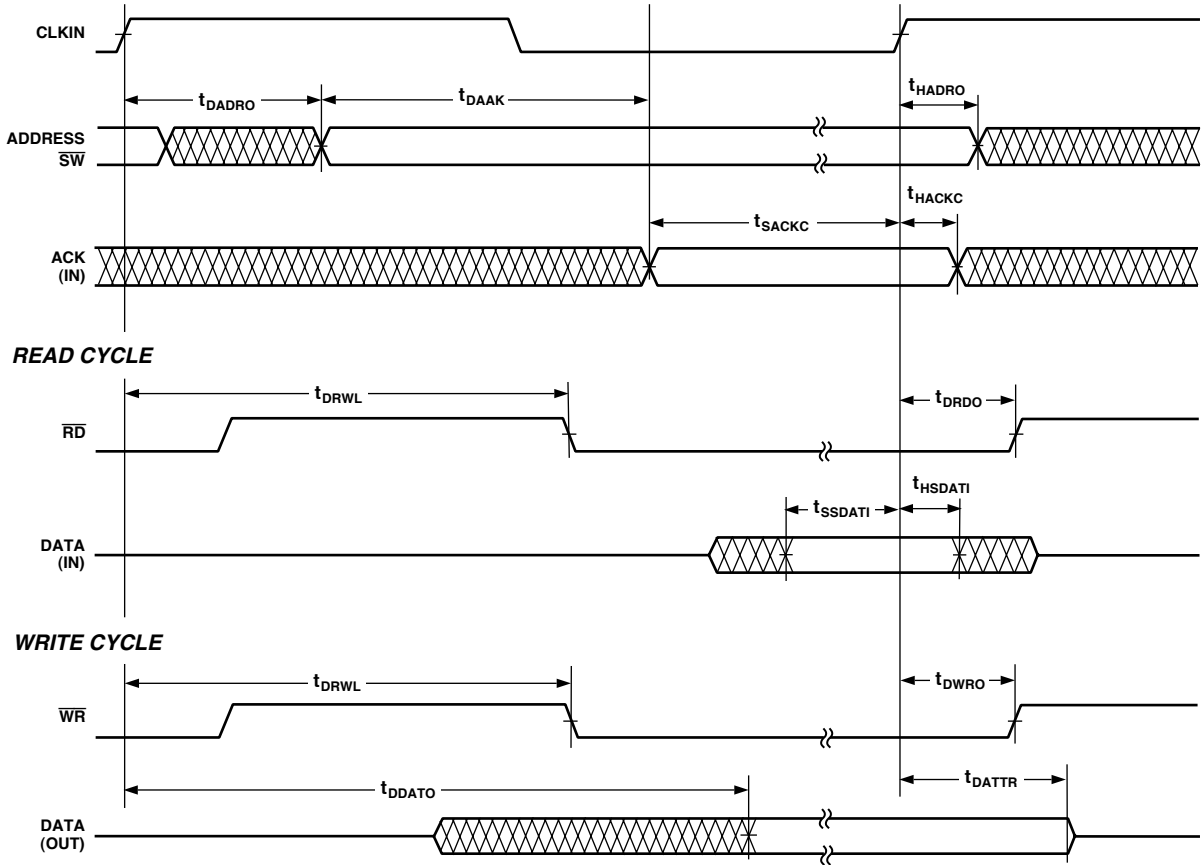 CLKIN
tDADRO
tDAAK
tHADRO
ADDRESS
SW
tHACKC
tSACKC
ACK
(IN)
READ CYCLE
tDRWL
tDRDO
RD
tHSDATI
tSSDATI
DATA
(IN)
WRITE CYCLE
tDRWL
tDWRO
WR
tDATTR
tDDATO
DATA
(OUT)